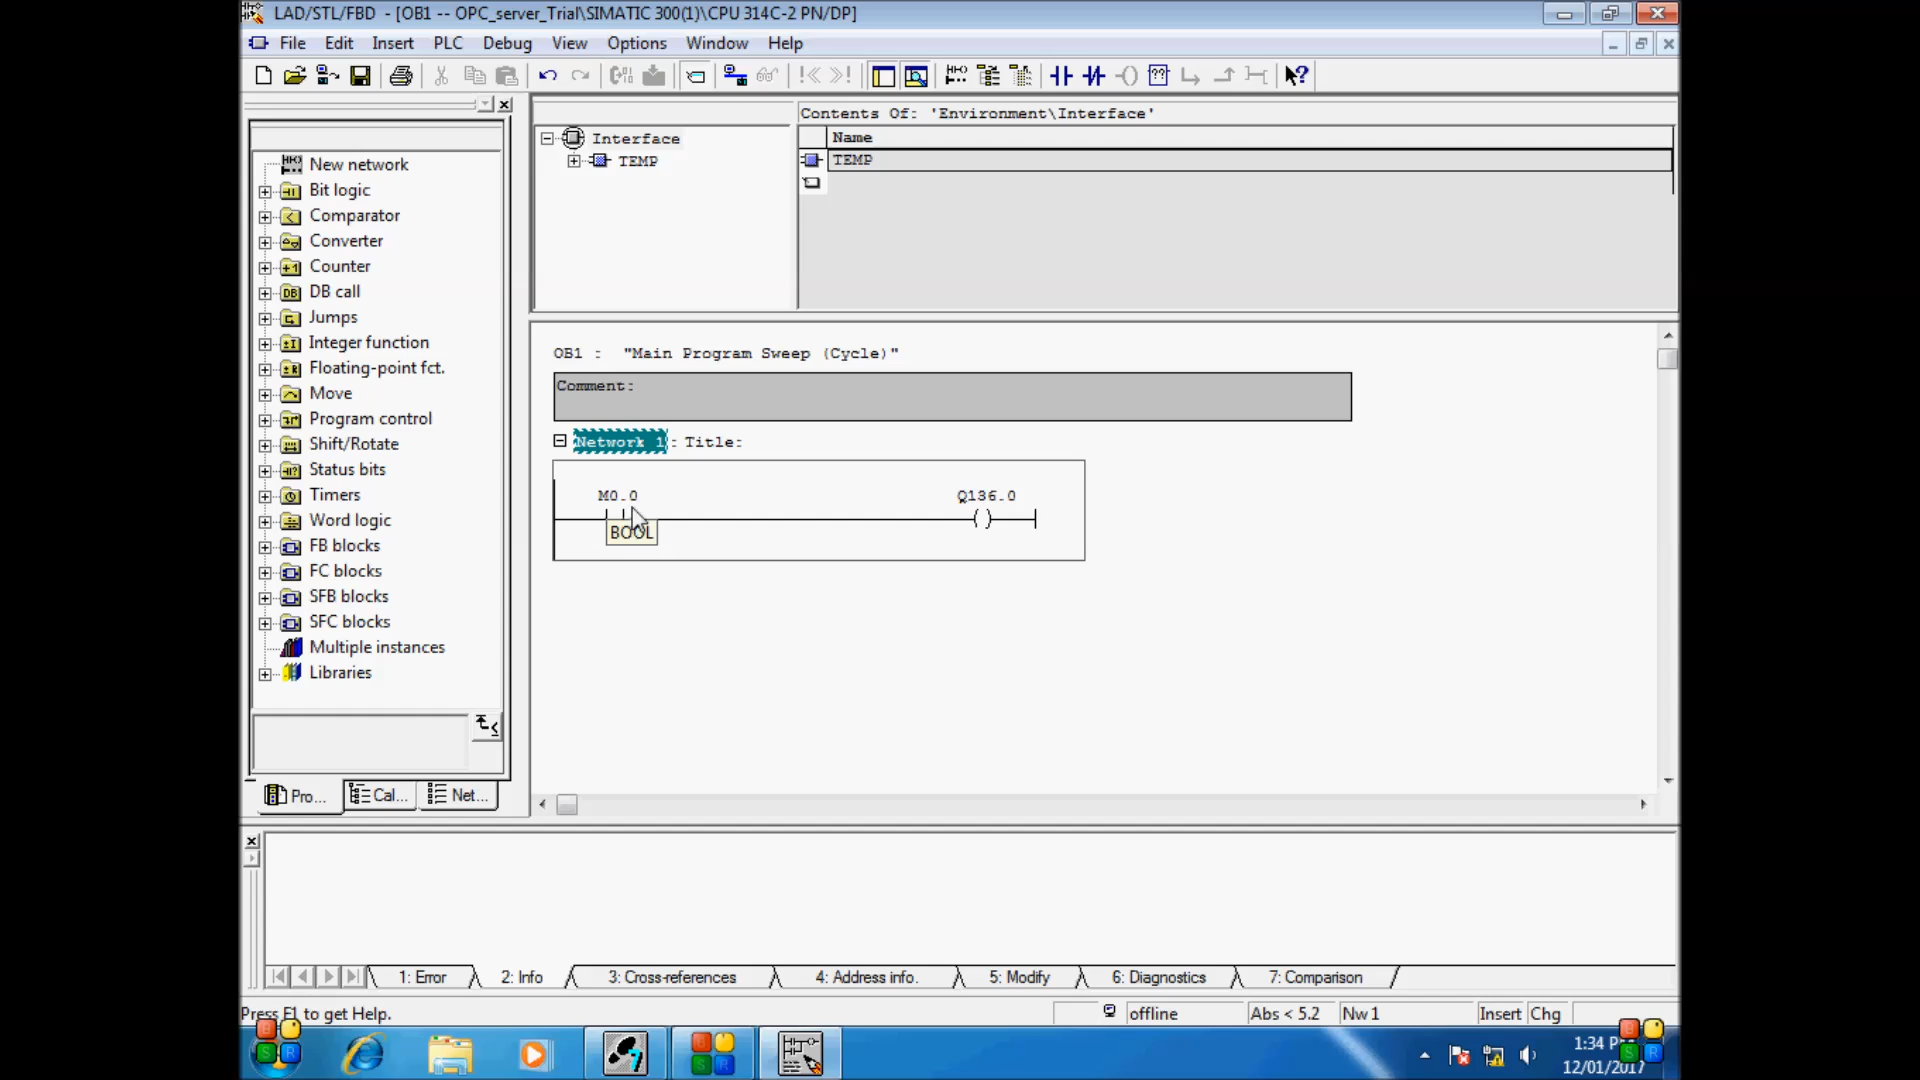 LAD/STL/FBD - [OB1 -- OPC_server_Trial\SIMATIC 300(1)\CPU 314C-2 PN/DP]
File Edit Insert PLC Debug View Options Window Help
Contents Of: 'Environment\Interface'
Name
Interface
TEMP
TEMP
New network
Bit logic
Comparator
Converter
Counter
DB call
Jumps
Integer function
Floating-point fct.
Move
Program control
Shift/Rotate
Status bits
Timers
Word logic
FB blocks
FC blocks
SFB blocks
SFC blocks
Multiple instances
Libraries
Pro... Cal... Net...
OB1 : "Main Program Sweep (Cycle)"
Comment:
Network 1: Title:
M0.0 Q136.0
BOOL
1: Error 2: Info 3: Cross-references 4: Address info. 5: Modify 6: Diagnostics 7: Comparison
Press F1 to get Help. offline Abs < 5.2 Nw 1 Insert Chg
1:34
12/01/2017